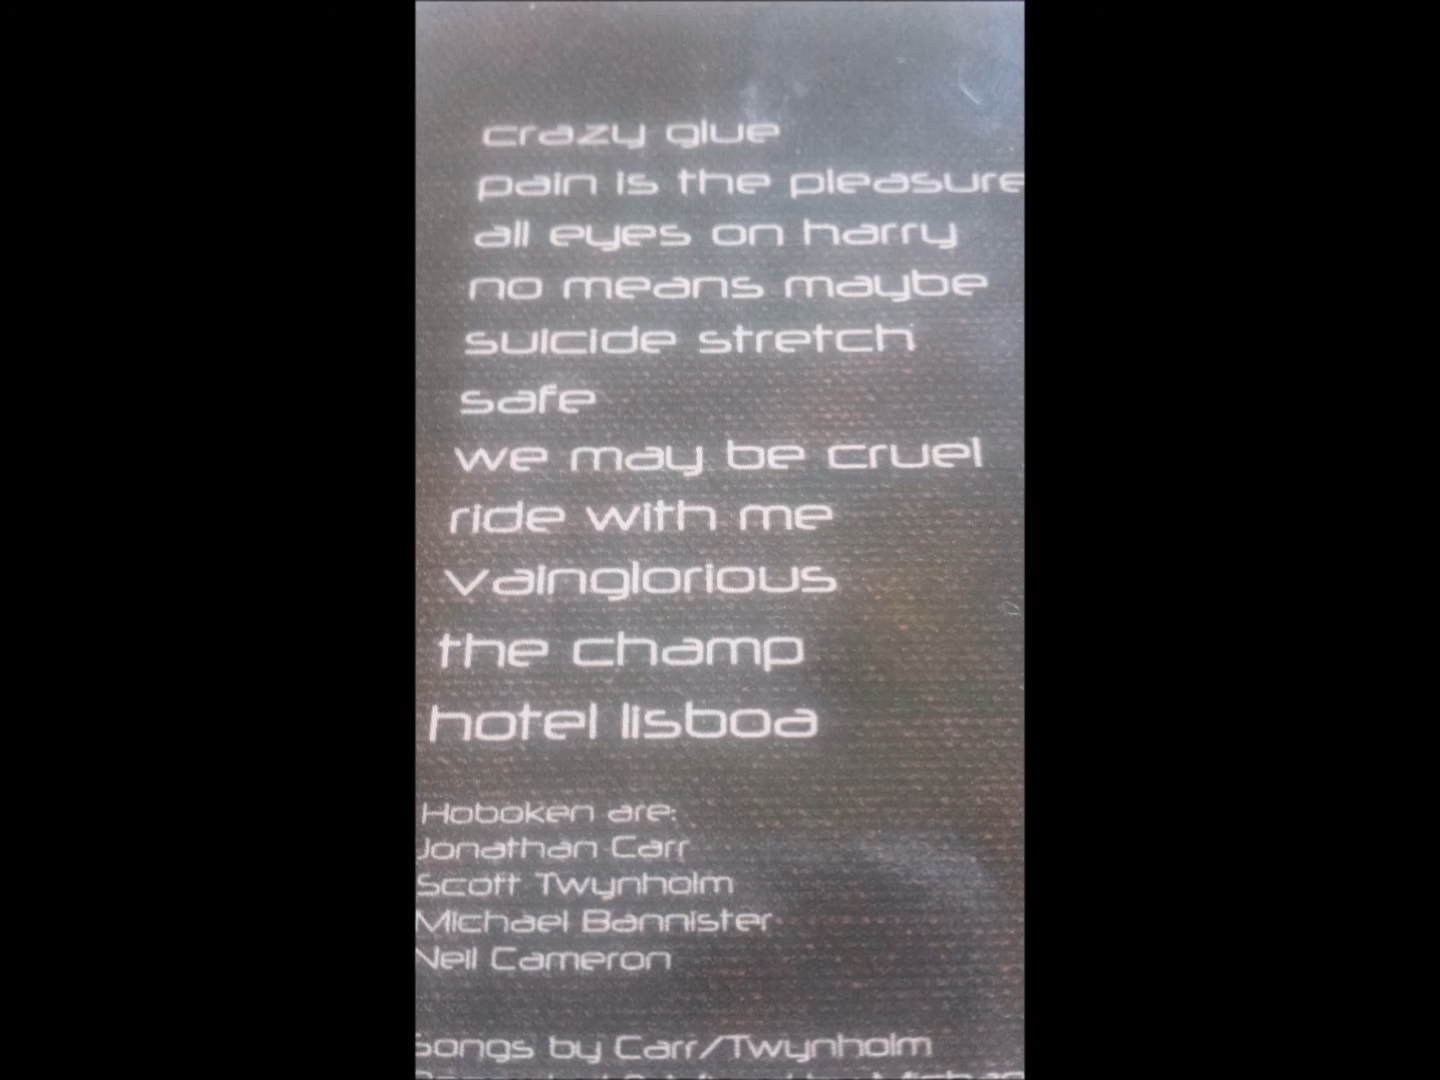 crazy glue
pain is the pleasure
all eyes on harry
no means maybe
suicide stretch
safe
we may be cruel
ride with me
vainglorious
the champ
hotel lisboa
Hoboken are:
Jonathan Carr
Scott Twynholm
Michael Bannister
Neil Cameron
Songs by Carr/Twynholm